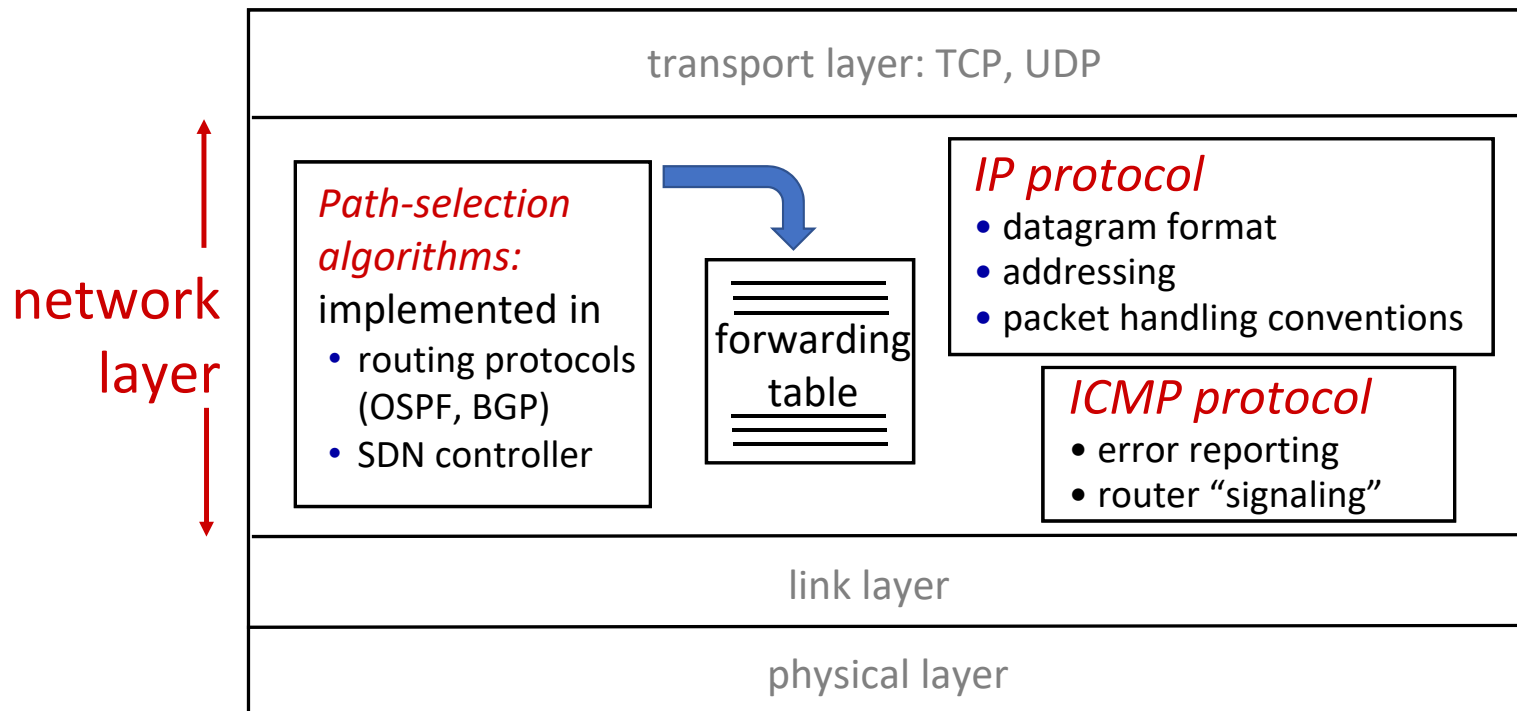 transport layer: TCP, UDP
network
layer
Path-selection
algorithms:
implemented in
• routing protocols
(OSPF, BGP)
• SDN controller
forwarding
table
IP protocol
• datagram format
• addressing
• packet handling conventions
ICMP protocol
• error reporting
• router “signaling”
link layer
physical layer